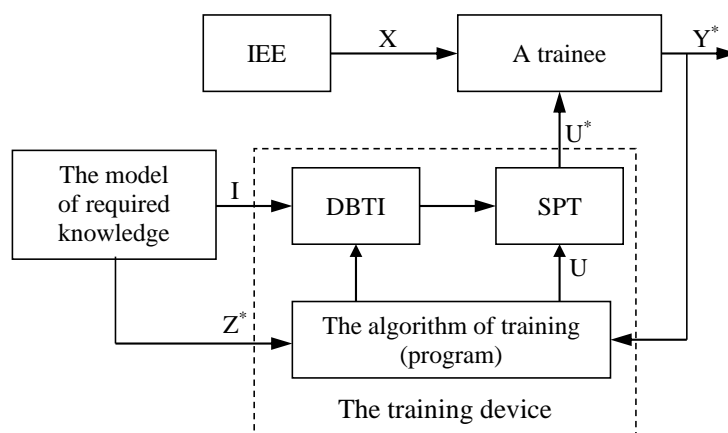 IEE
X
A trainee
Y*
U*
The model
of required
knowledge
I
DBTI
SPT
U
Z*
The algorithm of training
(program)
The training device